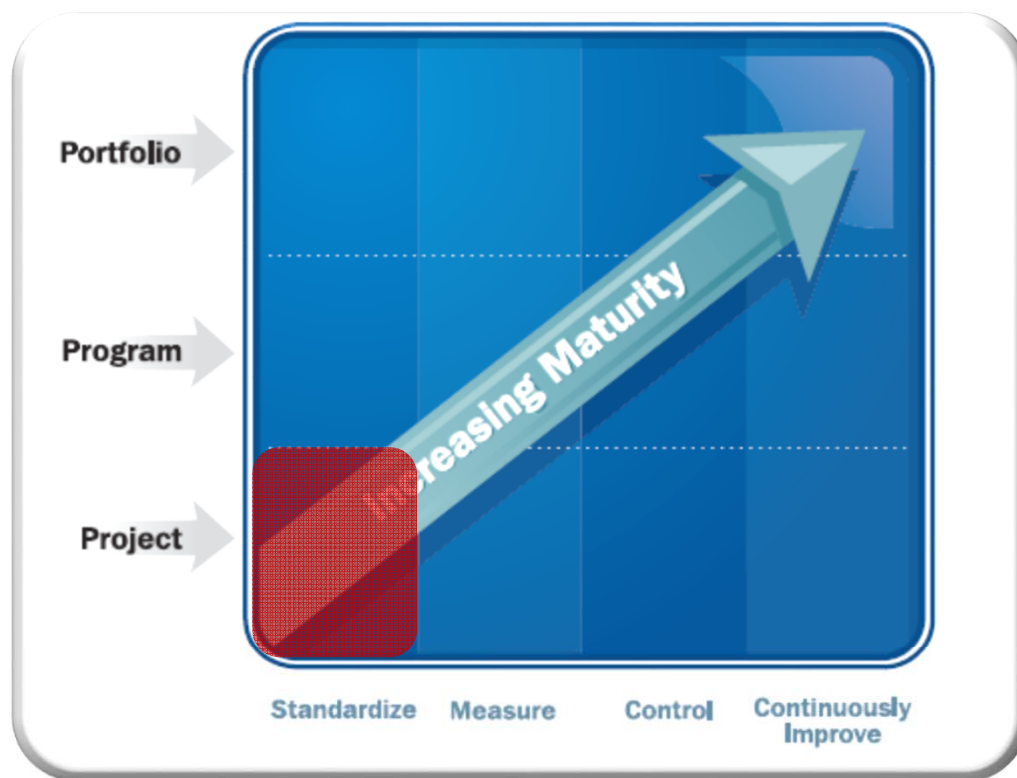 Portfolio
Program
Project
Increasing Maturity
Standardize
Measure
Control
Continuously
Improve